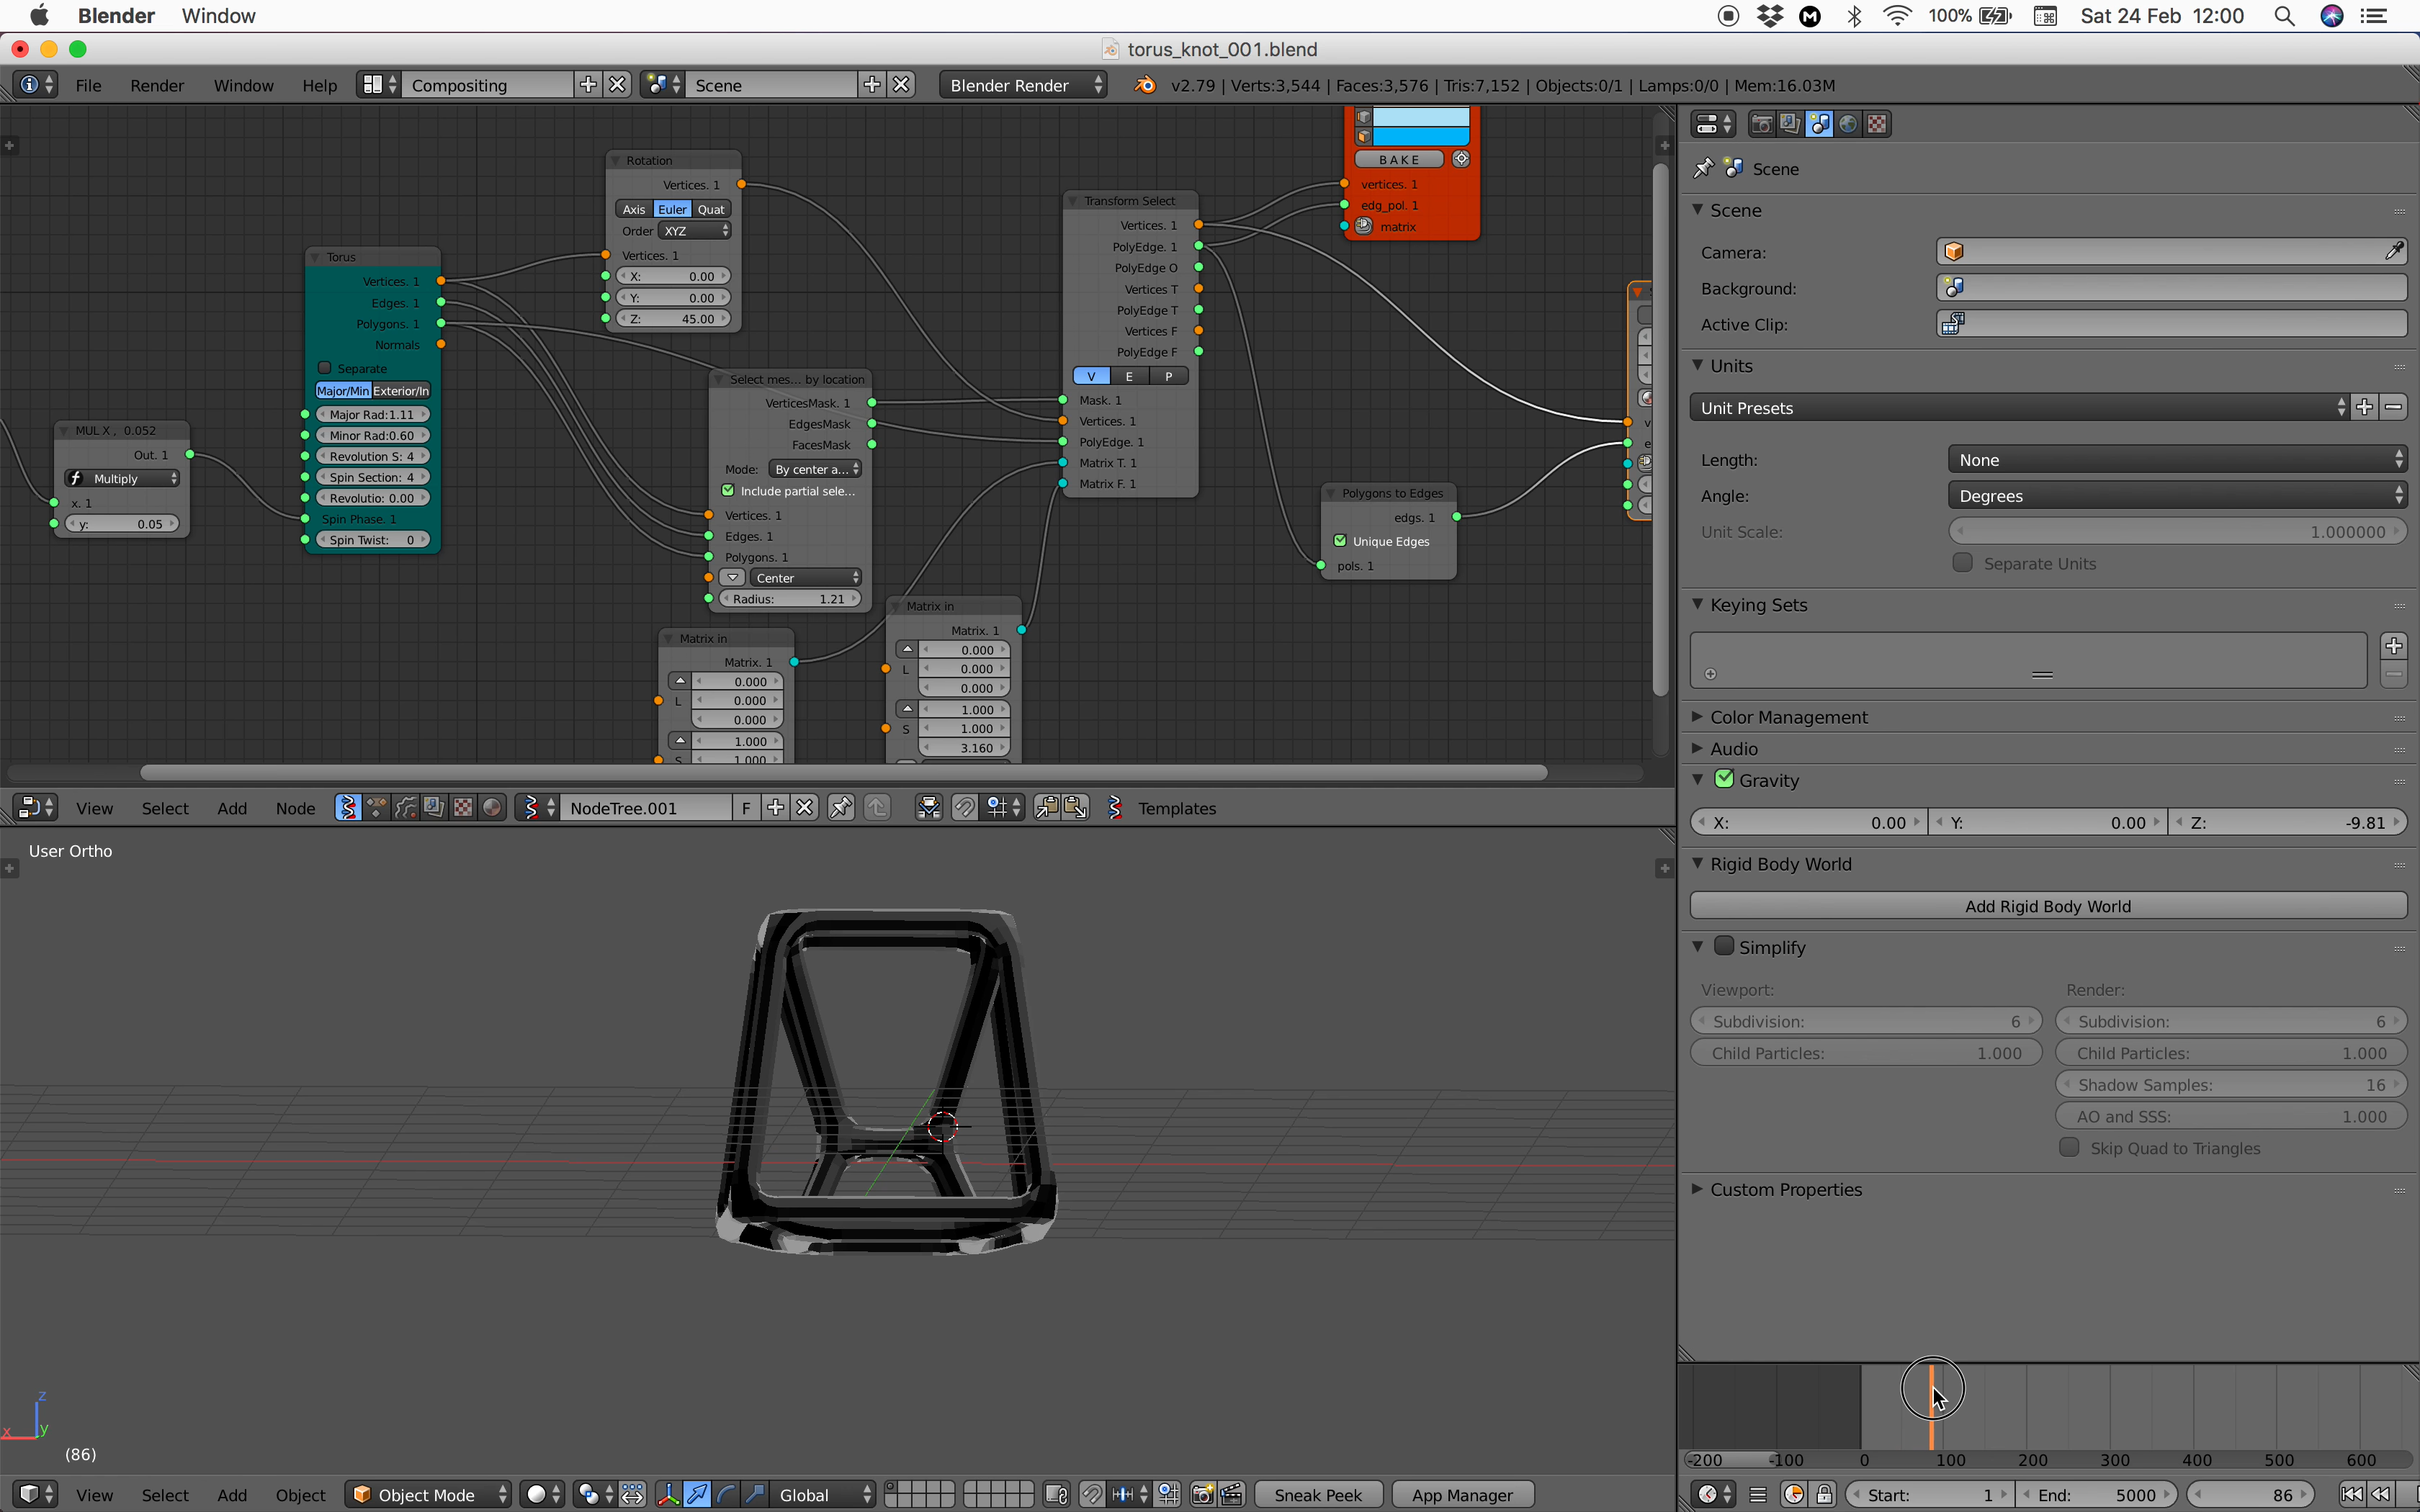 Blender Window 100% Sat 24 Feb 12:00
torus_knot_001.blend
File Render Window Help Compositing Scene Blender Render v2.79 | Verts:3,544 | Faces:3,576 | Tris:7,152 | Objects:0/1 | Lamps:0/0 | Mem:16.03M
MUL X, 0.052
Out. 1
Multiply
x. 1
y: 0.05
Torus
Vertices. 1
Edges. 1
Polygons. 1
Normals
Separate
Major/Min Exterior/In
Major Rad:1.11
Minor Rad:0.60
Revolution S: 4
Spin Section: 4
Revolutio: 0.00
Spin Phase. 1
Spin Twist: 0
Rotation
Vertices. 1
Axis Euler Quat
Order XYZ
Vertices. 1
X: 0.00
Y: 0.00
Z: 45.00
Select mes... by location
VerticesMask. 1
EdgesMask
FacesMask
Mode: By center a...
Include partial sele...
Vertices. 1
Edges. 1
Polygons. 1
Center
Radius: 1.21
Matrix in
Matrix. 1
0.000
L 0.000
0.000
1.000
S 1.000
Matrix in
Matrix. 1
0.000
L 0.000
0.000
1.000
S 1.000
3.160
Transform Select
Vertices. 1
PolyEdge. 1
PolyEdge O
Vertices T
PolyEdge T
Vertices F
PolyEdge F
V E P
Mask. 1
Vertices. 1
PolyEdge. 1
Matrix T. 1
Matrix F. 1
BAKE
vertices. 1
edg_pol. 1
matrix
Polygons to Edges
edgs. 1
Unique Edges
pols. 1
v
e
View Select Add Node NodeTree.001 F Templates
User Ortho
z
x y
(86)
View Select Add Object Object Mode Global Sneak Peek App Manager
Scene
Scene
Camera:
Background:
Active Clip:
Units
Unit Presets
Length: None
Angle: Degrees
Unit Scale: 1.000000
Separate Units
Keying Sets
Color Management
Audio
Gravity
X: 0.00 Y: 0.00 Z: -9.81
Rigid Body World
Add Rigid Body World
Simplify
Viewport: Render:
Subdivision: 6 Subdivision: 6
Child Particles: 1.000 Child Particles: 1.000
Shadow Samples: 16
AO and SSS: 1.000
Skip Quad to Triangles
Custom Properties
-200 -100 0 100 200 300 400 500 600
Start: 1 End: 5000 86